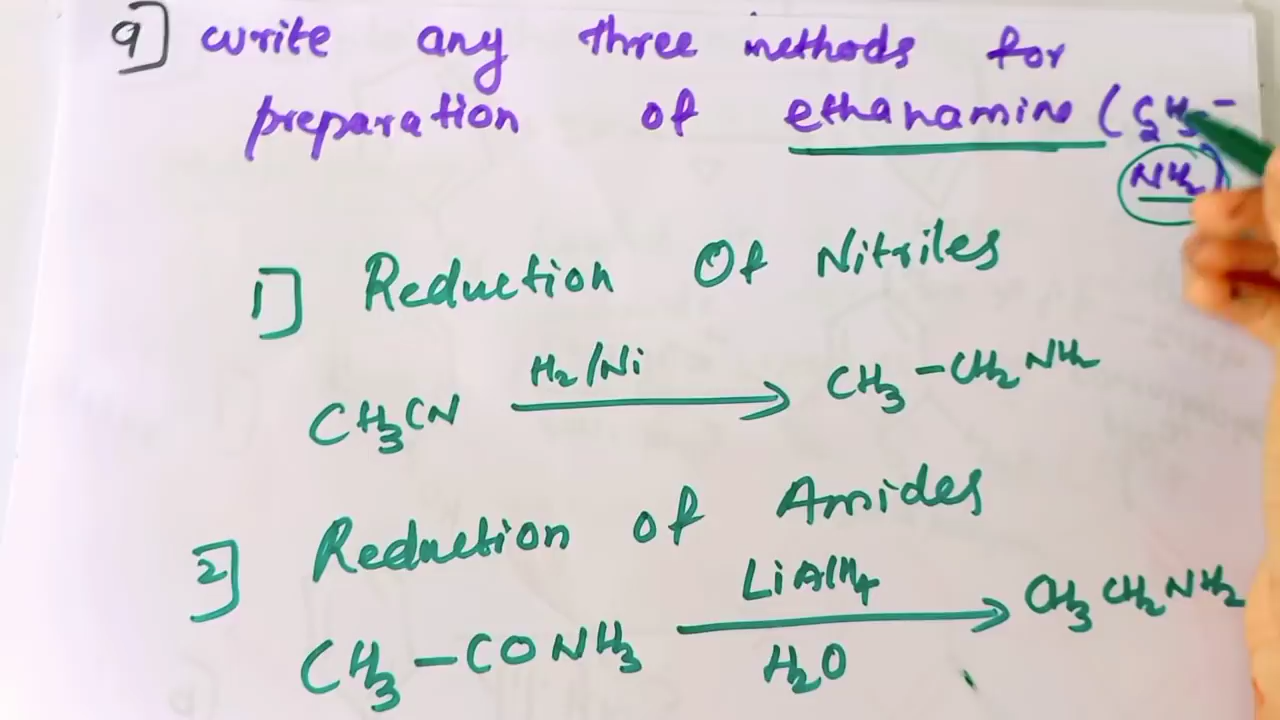 9] write any three methods for
preparation of ethanamine (C2H5-
NH2)
1] Reduction Of Nitriles
CH3CN H2/Ni CH3-CH2NH2
2] Reduction of Amides
CH3-CONH3 LiAlH4 H2O CH3CH2NH2